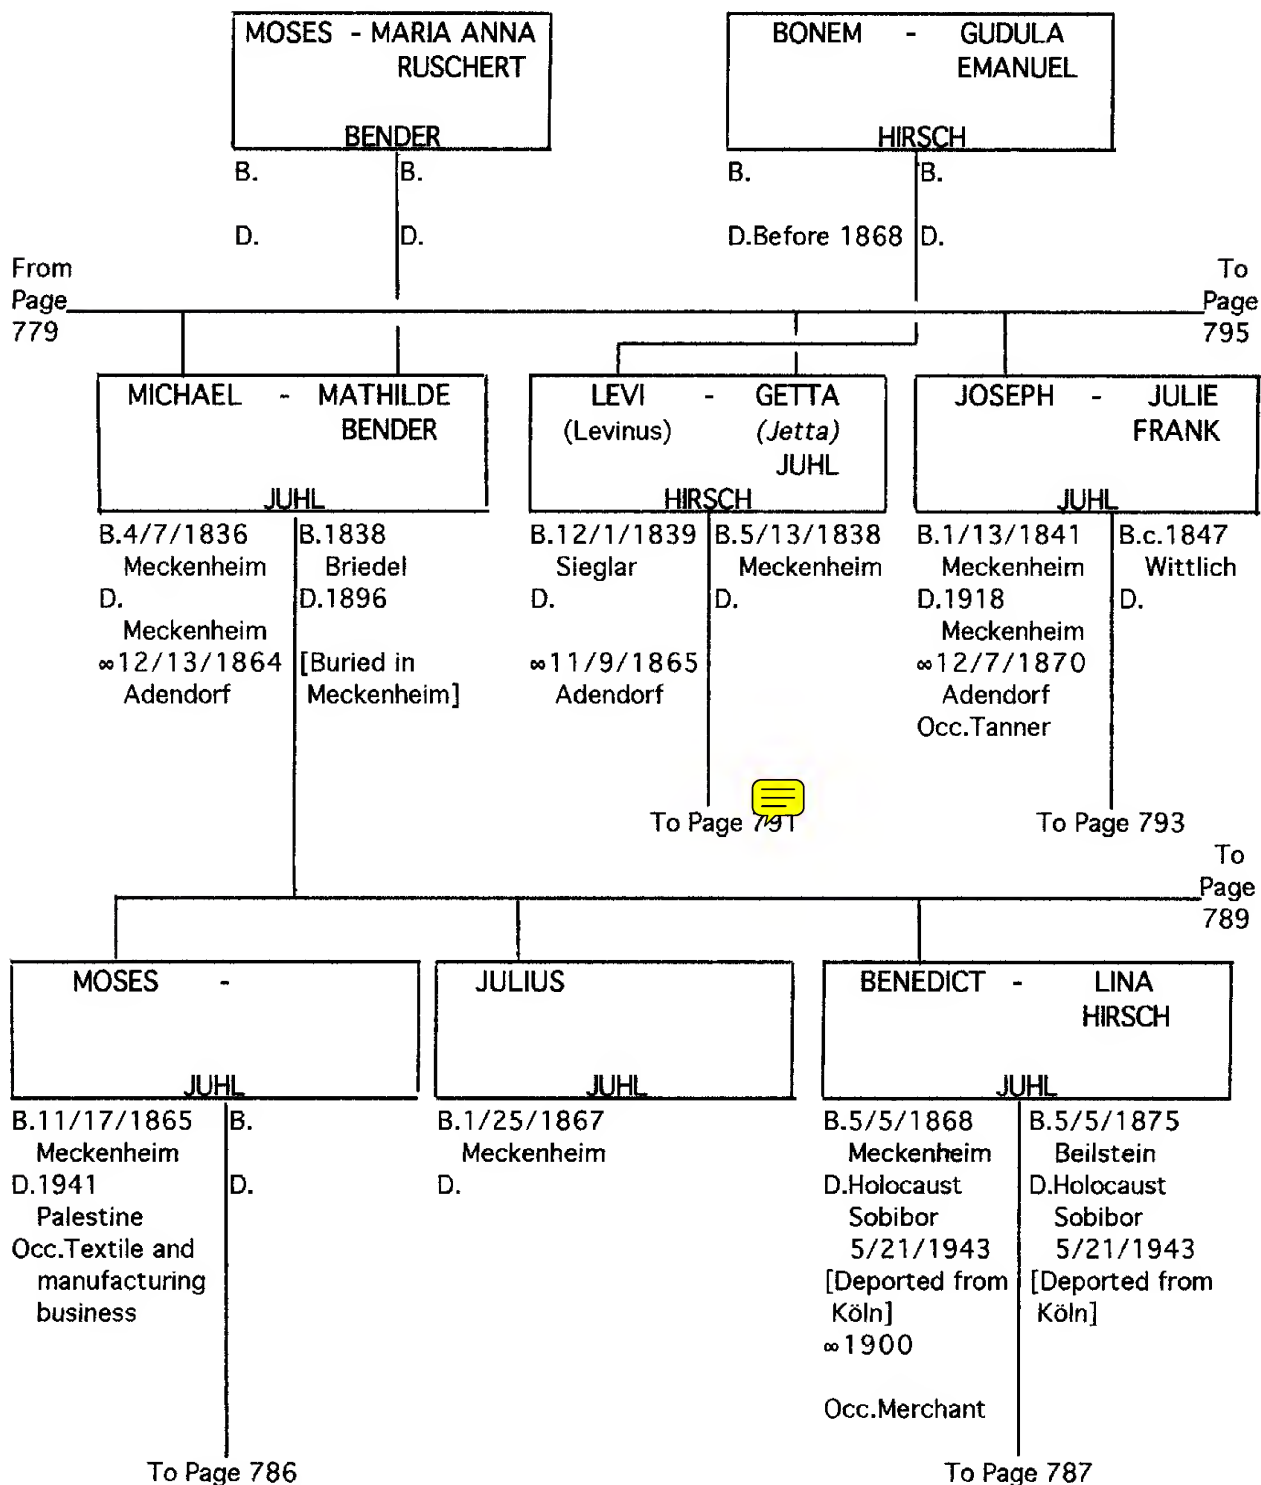 MOSES - MARIA ANNA
RUSCHERT
BENDER
B. B.
D. D.
BONEM - GUDULA
EMANUEL
HIRSCH
B. B.
D.Before 1868 D.
From
Page
779
To
Page
795
MICHAEL - MATHILDE
BENDER
JUHL
B.4/7/1836
Meckenheim
D.
Meckenheim
∞12/13/1864
Adendorf
B.1838
Briedel
D.1896
[Buried in
Meckenheim]
LEVI - GETTA
(Levinus) (Jetta)
JUHL
HIRSCH
B.12/1/1839
Sieglar
D.
∞11/9/1865
Adendorf
B.5/13/1838
Meckenheim
D.
To Page 791
JOSEPH - JULIE
FRANK
JUHL
B.1/13/1841
Meckenheim
D.1918
Meckenheim
∞12/7/1870
Adendorf
Occ.Tanner
B.c.1847
Wittlich
D.
To Page 793
To
Page
789
MOSES -
JUHL
B.11/17/1865
Meckenheim
D.1941
Palestine
Occ.Textile and
manufacturing
business
B.
D.
To Page 786
JULIUS
JUHL
B.1/25/1867
Meckenheim
D.
BENEDICT - LINA
HIRSCH
JUHL
B.5/5/1868
Meckenheim
D.Holocaust
Sobibor
5/21/1943
[Deported from
Köln]
∞1900
Occ.Merchant
B.5/5/1875
Beilstein
D.Holocaust
Sobibor
5/21/1943
[Deported from
Köln]
To Page 787